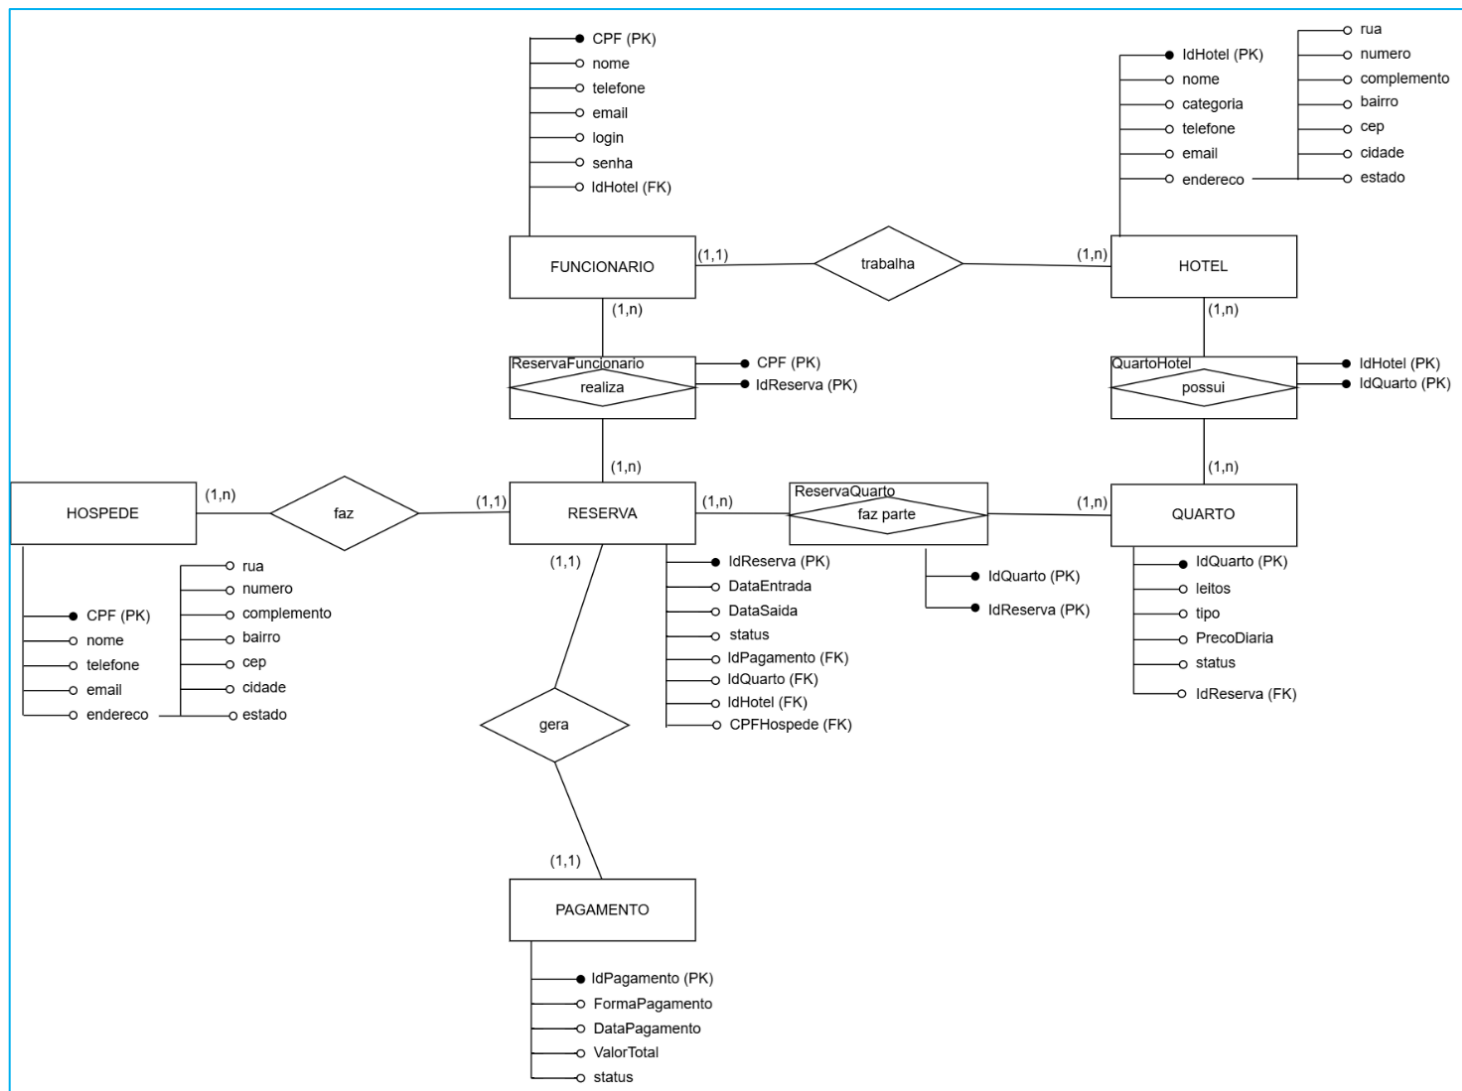 CPF (PK)
nome
telefone
email
login
senha
IdHotel (FK)
IdHotel (PK)
nome
categoria
telefone
email
endereco
rua
numero
complemento
bairro
cep
cidade
estado
FUNCIONARIO
(1,1)
trabalha
(1,n)
HOTEL
(1,n)
(1,n)
ReservaFuncionario
realiza
CPF (PK)
IdReserva (PK)
QuartoHotel
possui
IdHotel (PK)
IdQuarto (PK)
(1,n)
(1,n)
HOSPEDE
(1,n)
faz
(1,1)
RESERVA
(1,n)
ReservaQuarto
faz parte
(1,n)
QUARTO
(1,1)
CPF (PK)
nome
telefone
email
endereco
rua
numero
complemento
bairro
cep
cidade
estado
IdReserva (PK)
DataEntrada
DataSaida
status
IdPagamento (FK)
IdQuarto (FK)
IdHotel (FK)
CPFHospede (FK)
IdQuarto (PK)
IdReserva (PK)
IdQuarto (PK)
leitos
tipo
PrecoDiaria
status
IdReserva (FK)
gera
(1,1)
PAGAMENTO
IdPagamento (PK)
FormaPagamento
DataPagamento
ValorTotal
status